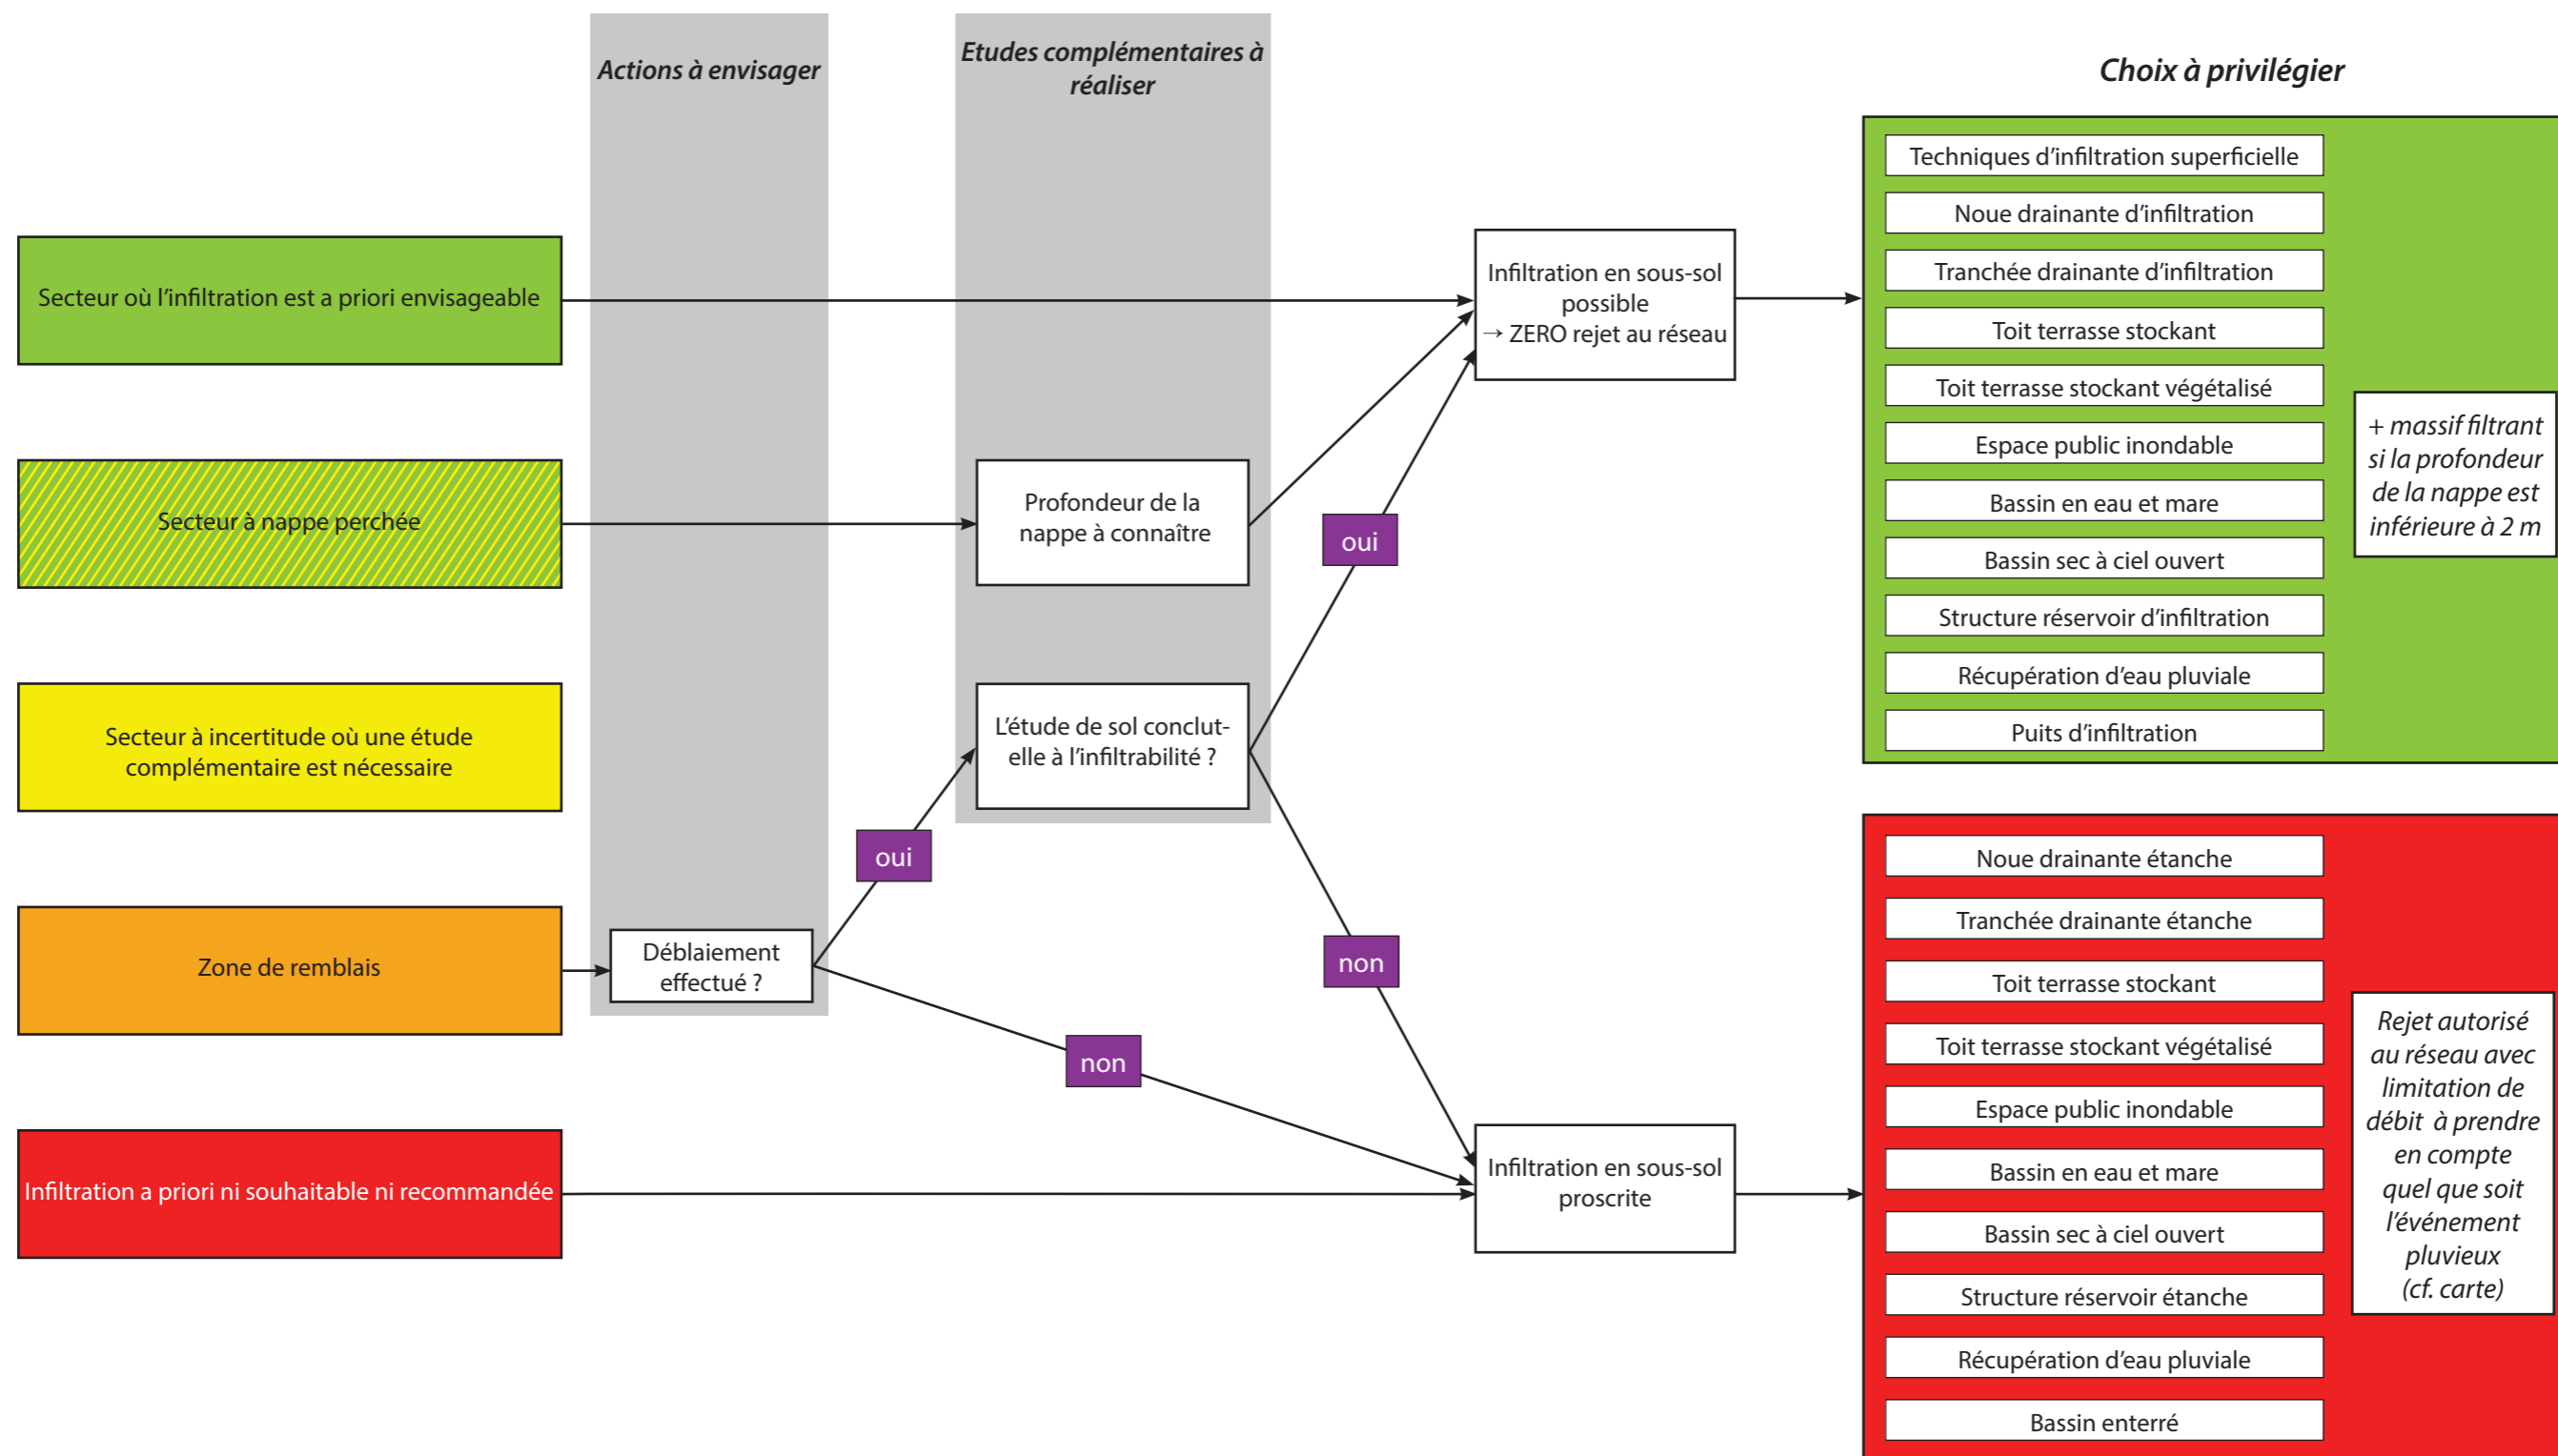 Actions à envisager
Etudes complémentaires à
réaliser
Choix à privilégier
Secteur où l'infiltration est a priori envisageable
Secteur à nappe perchée
Secteur à incertitude où une étude
complémentaire est nécessaire
Zone de remblais
Infiltration a priori ni souhaitable ni recommandée
Déblaiement
effectué ?
oui
non
Profondeur de la
nappe à connaître
L'étude de sol conclut-
elle à l'infiltrabilité ?
oui
non
Infiltration en sous-sol
possible
→ ZERO rejet au réseau
Infiltration en sous-sol
proscrite
Techniques d'infiltration superficielle
Noue drainante d'infiltration
Tranchée drainante d'infiltration
Toit terrasse stockant
Toit terrasse stockant végétalisé
Espace public inondable
Bassin en eau et mare
Bassin sec à ciel ouvert
Structure réservoir d'infiltration
Récupération d'eau pluviale
Puits d'infiltration
+ massif filtrant
si la profondeur
de la nappe est
inférieure à 2 m
Noue drainante étanche
Tranchée drainante étanche
Toit terrasse stockant
Toit terrasse stockant végétalisé
Espace public inondable
Bassin en eau et mare
Bassin sec à ciel ouvert
Structure réservoir étanche
Récupération d'eau pluviale
Bassin enterré
Rejet autorisé
au réseau avec
limitation de
débit à prendre
en compte
quel que soit
l'événement
pluvieux
(cf. carte)